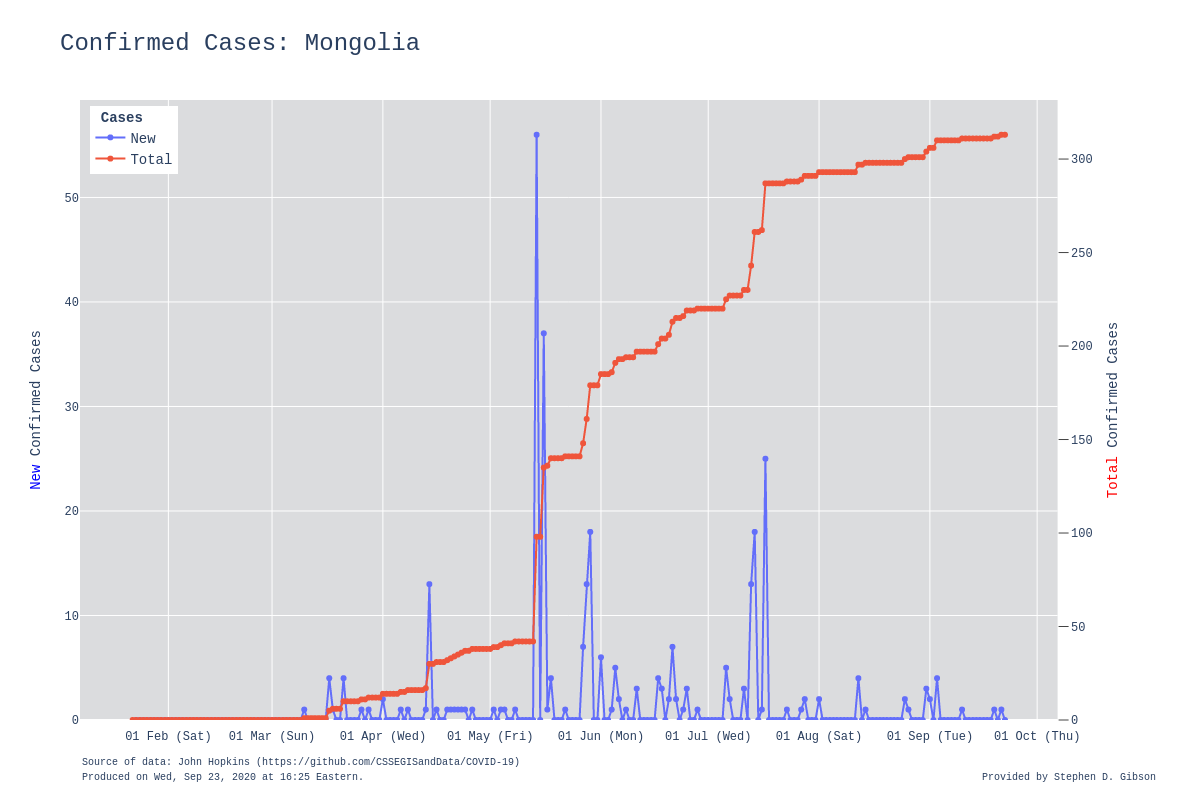 Confirmed Cases: Mongolia
Cases
New
Total
50
40
30
20
10
0
300
250
200
150
100
50
0
New Confirmed Cases
Total Confirmed Cases
01 Feb (Sat) 01 Mar (Sun) 01 Apr (Wed) 01 May (Fri) 01 Jun (Mon) 01 Jul (Wed) 01 Aug (Sat) 01 Sep (Tue) 01 Oct (Thu)
Source of data: John Hopkins (https://github.com/CSSEGISandData/COVID-19)
Produced on Wed, Sep 23, 2020 at 16:25 Eastern.
Provided by Stephen D. Gibson